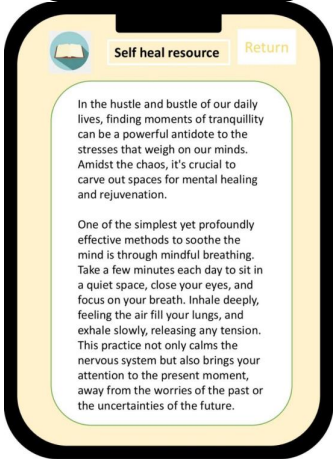 Self heal resource
Return
In the hustle and bustle of our daily
lives, finding moments of tranquillity
can be a powerful antidote to the
stresses that weigh on our minds.
Amidst the chaos, it's crucial to
carve out spaces for mental healing
and rejuvenation.
One of the simplest yet profoundly
effective methods to soothe the
mind is through mindful breathing.
Take a few minutes each day to sit in
a quiet space, close your eyes, and
focus on your breath. Inhale deeply,
feeling the air fill your lungs, and
exhale slowly, releasing any tension.
This practice not only calms the
nervous system but also brings your
attention to the present moment,
away from the worries of the past or
the uncertainties of the future.